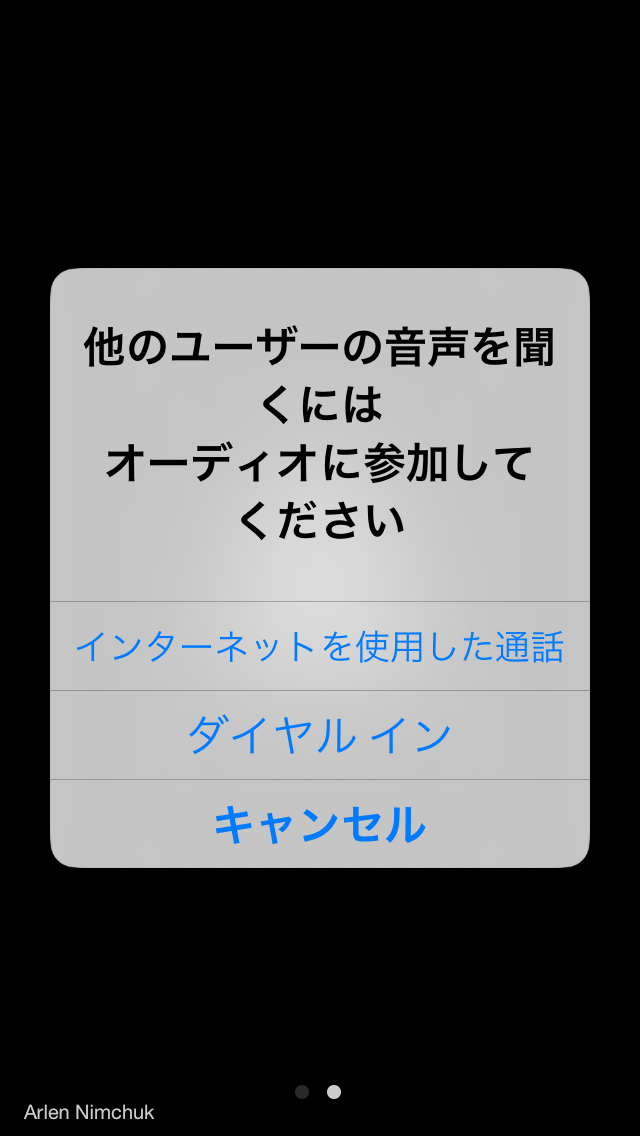 他のユーザーの音声を聞
くには
オーディオに参加して
ください
インターネットを使用した通話
ダイヤル イン
キャンセル
Arlen Nimchuk